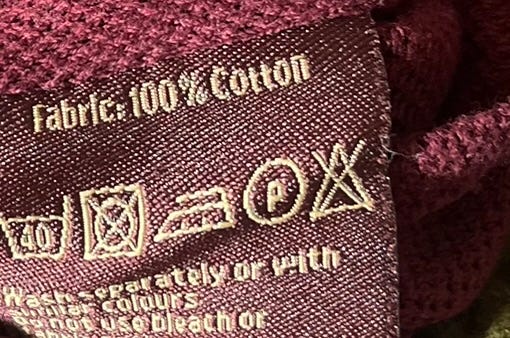 Fabric: 100% Cotton
40
P
Wash separately or with
similar colours
Do not use bleach or